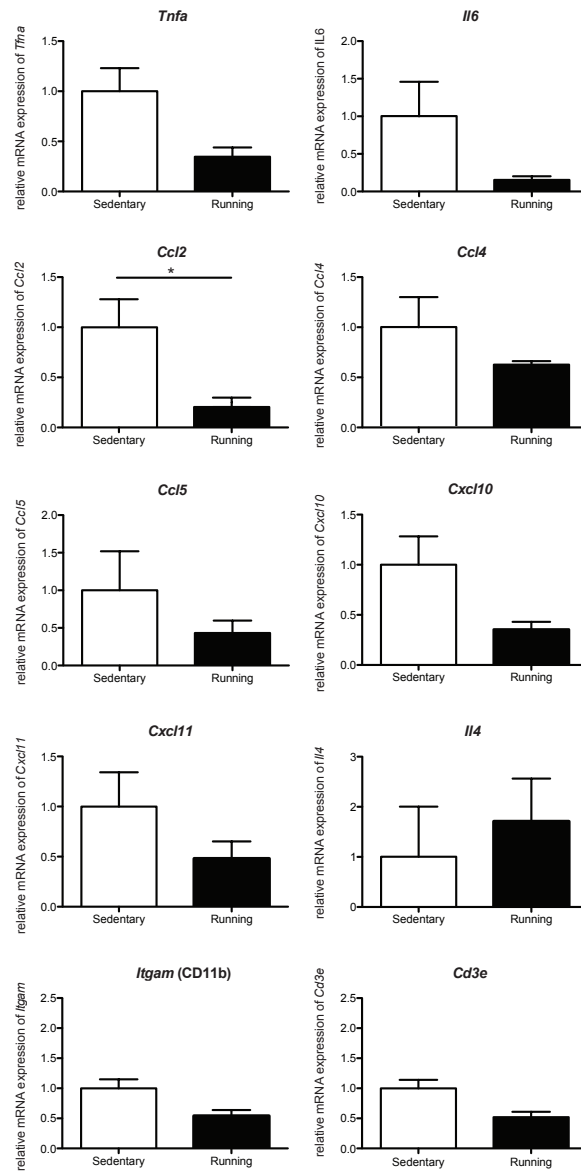 Tnfa
relative mRNA expression of Tfna
1.5
1.0
0.5
0.0
Sedentary Running
Il6
relative mRNA expression of IL6
2.0
1.5
1.0
0.5
0.0
Sedentary Running
Ccl2
relative mRNA expression of Ccl2
1.5
1.0
0.5
0.0
*
Sedentary Running
Ccl4
relative mRNA expression of Ccl4
1.5
1.0
0.5
0.0
Sedentary Running
Ccl5
relative mRNA expression of Ccl5
2.0
1.5
1.0
0.5
0.0
Sedentary Running
Cxcl10
relative mRNA expression of Cxcl10
1.5
1.0
0.5
0.0
Sedentary Running
Cxcl11
relative mRNA expression of Cxcl11
1.5
1.0
0.5
0.0
Sedentary Running
Il4
relative mRNA expression of Il4
3
2
1
0
Sedentary Running
Itgam (CD11b)
relative mRNA expression of Itgam
2.5
2.0
1.5
1.0
0.5
0.0
Sedentary Running
Cd3e
relative mRNA expression of Cd3e
2.5
2.0
1.5
1.0
0.5
0.0
Sedentary Running